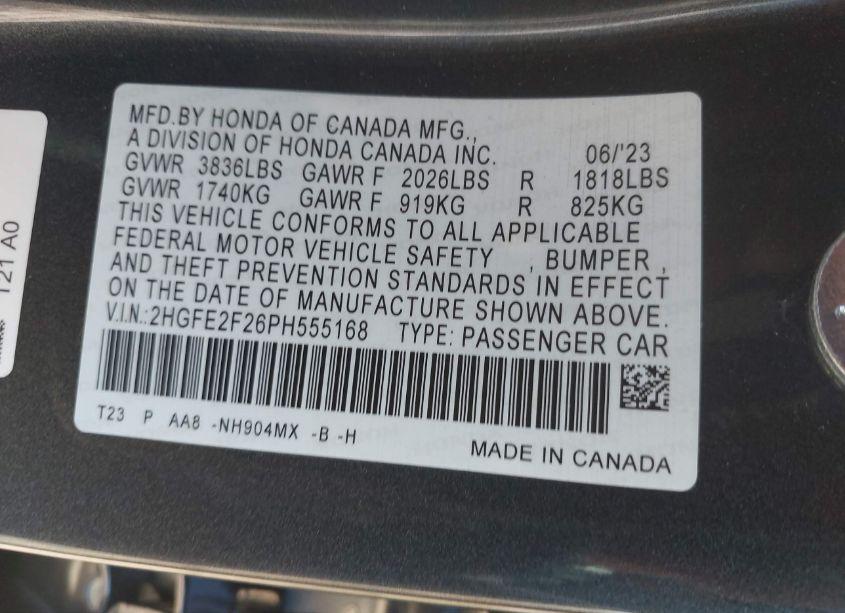 MFD.BY HONDA OF CANADA MFG.,
A DIVISION OF HONDA CANADA INC. 06/'23
GVWR 3836LBS GAWR F 2026LBS R 1818LBS
GVWR 1740KG GAWR F 919KG R 825KG
THIS VEHICLE CONFORMS TO ALL APPLICABLE
FEDERAL MOTOR VEHICLE SAFETY , BUMPER ,
AND THEFT PREVENTION STANDARDS IN EFFECT
ON THE DATE OF MANUFACTURE SHOWN ABOVE.
V.I.N.:2HGFE2F26PH555168 TYPE: PASSENGER CAR
T23 P AA8 -NH904MX -B -H
MADE IN CANADA
T21 A0